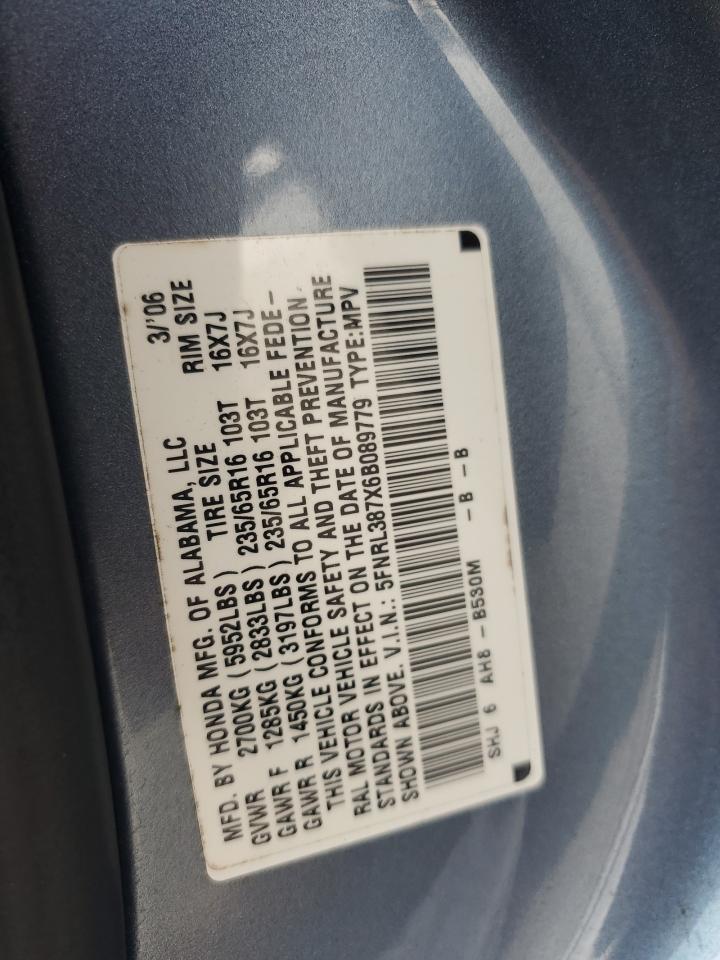 MFD. BY HONDA MFG. OF ALABAMA, LLC 3/'06
GVWR 2700KG (5952LBS) TIRE SIZE RIM SIZE
GAWR F 1285KG (2833LBS) 235/65R16 103T 16X7J
GAWR R 1450KG (3197LBS) 235/65R16 103T 16X7J
THIS VEHICLE CONFORMS TO ALL APPLICABLE FEDE-
RAL MOTOR VEHICLE SAFETY AND THEFT PREVENTION
STANDARDS IN EFFECT ON THE DATE OF MANUFACTURE
SHOWN ABOVE. V.I.N.: 5FNRL387X6B089779 TYPE:MPV
SHJ 6 AH8 - B530M - B - B